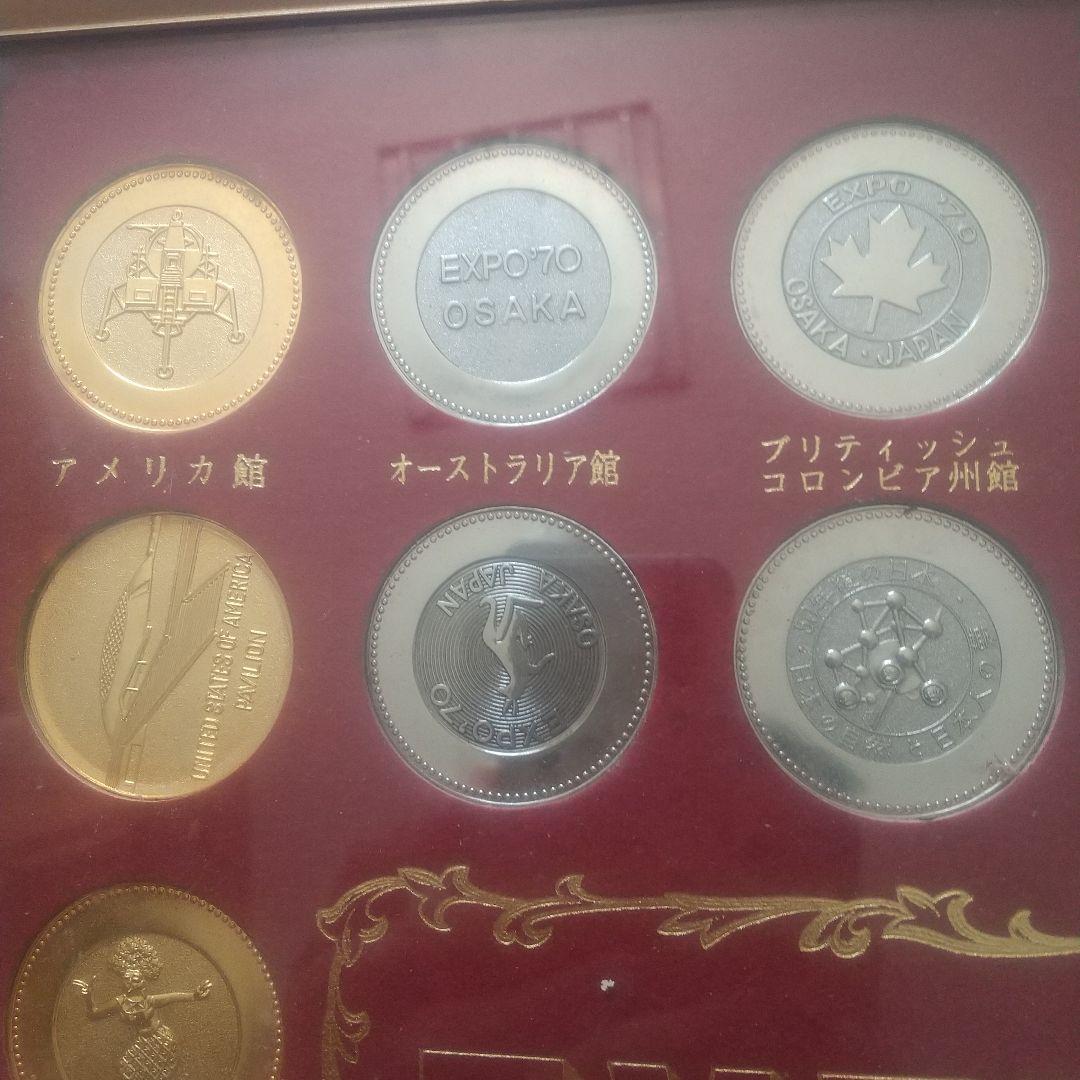 EXPO'70
OSAKA
EXPO '70
OSAKA・JAPAN
アメリカ館
オーストラリア館
ブリティッシュ
コロンビア州館
UNITED STATES OF AMERICA
PAVILION
OSAKA
JAPAN
EXPO'70